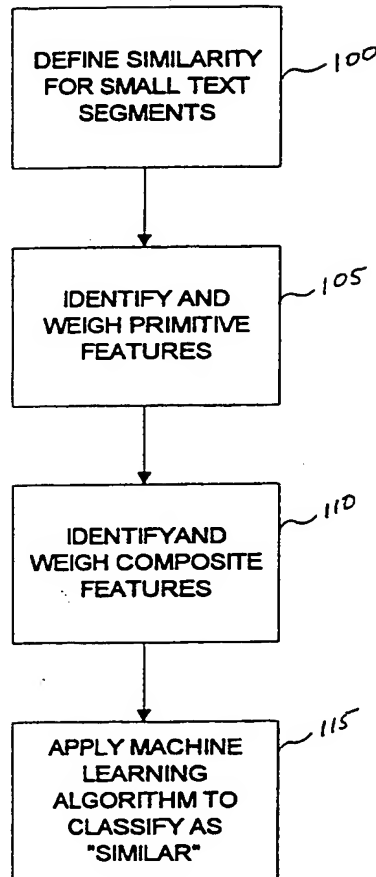 DEFINE SIMILARITY
FOR SMALL TEXT
SEGMENTS
100
IDENTIFY AND
WEIGH PRIMITIVE
FEATURES
105
IDENTIFYAND
WEIGH COMPOSITE
FEATURES
110
APPLY MACHINE
LEARNING
ALGORITHM TO
CLASSIFY AS
"SIMILAR"
115